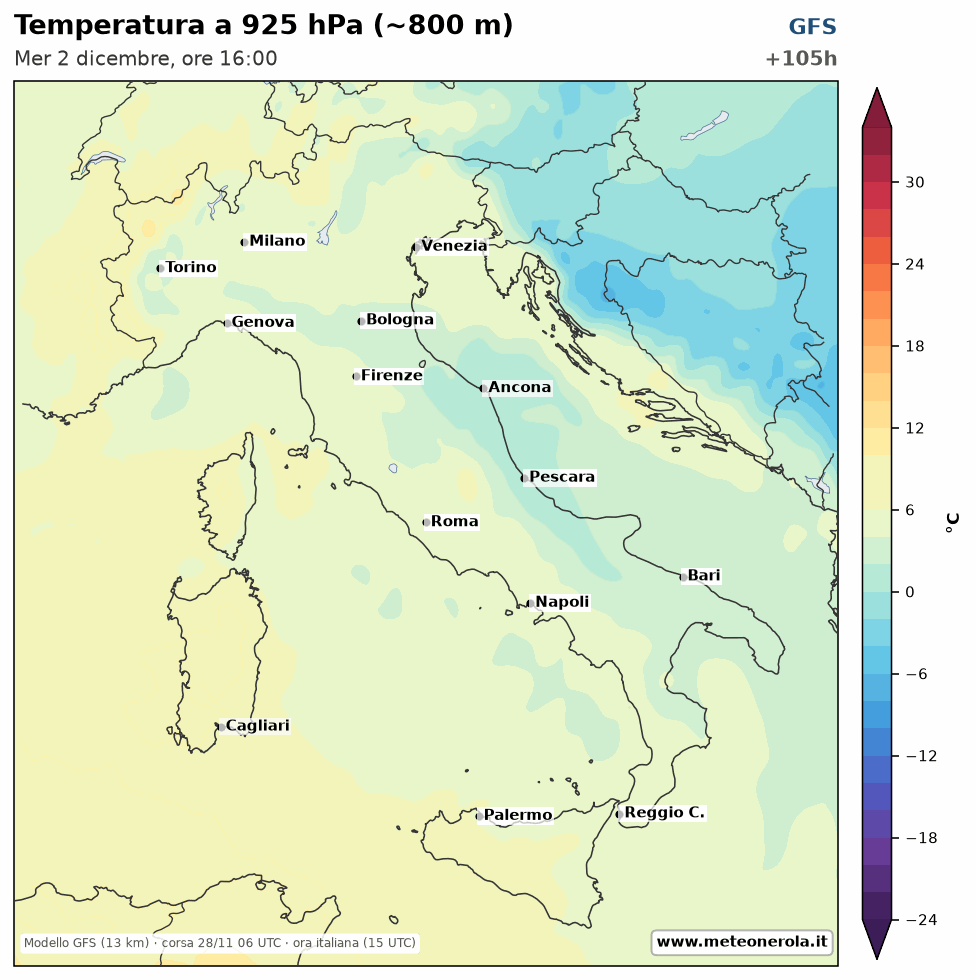 Temperatura a 925 hPa (~800 m)
GFS
Mer 2 dicembre, ore 16:00
+105h
Milano
Venezia
Torino
Genova
Bologna
Firenze
Ancona
Pescara
Roma
Bari
Napoli
Cagliari
Palermo
Reggio C.
30
24
18
12
6
0
−6
−12
−18
−24
°C
Modello GFS (13 km) · corsa 28/11 06 UTC · ora italiana (15 UTC)
www.meteonerola.it